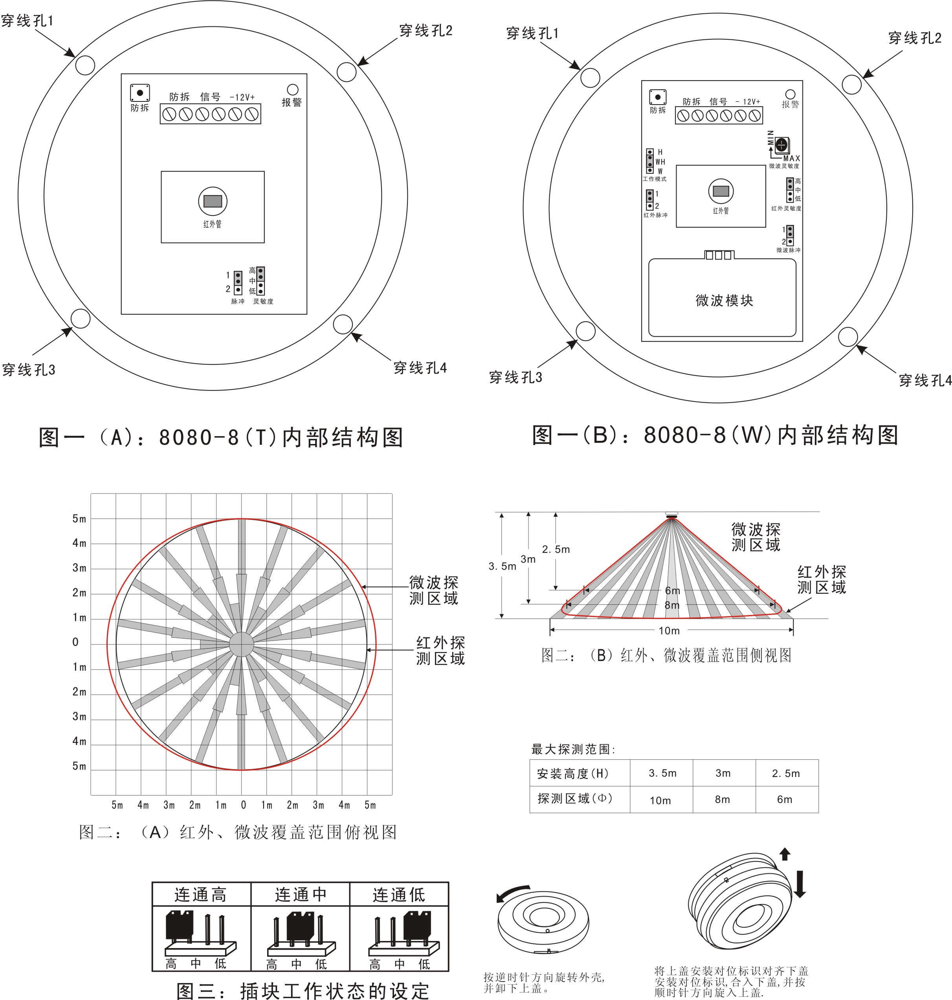 穿线孔1
穿线孔2
防拆
防拆 信号 -12V+
报警
红外管
1
2
脉冲
高
中
低
灵敏度
穿线孔3
穿线孔4
图一（A）：8080-8(T)内部结构图
穿线孔1
穿线孔2
防拆
防拆 信号 - 12V+
报警
MIN
MAX
微波灵敏度
H
WH
W
工作模式
1
2
红外脉冲
红外管
高
中
低
红外灵敏度
1
2
微波脉冲
微波模块
穿线孔3
穿线孔4
图一(B)：8080-8(W)内部结构图
5m
4m
3m
2m
1m
0
1m
2m
3m
4m
5m
5m 4m 3m 2m 1m 0 1m 2m 3m 4m 5m
微波探
测区域
红外探
测区域
图二：（A）红外、微波覆盖范围俯视图
3.5m
3m
2.5m
微波探
测区域
红外探
测区域
6m
8m
10m
图二：（B）红外、微波覆盖范围侧视图
最大探测范围:
安装高度(H) 3.5m 3m 2.5m
探测区域(Φ) 10m 8m 6m
连通高 连通中 连通低
高 中 低 高 中 低 高 中 低
图三：插块工作状态的设定
按逆时针方向旋转外壳,
并卸下上盖。
将上盖安装对位标识对齐下盖
安装对位标识,合入下盖,并按
顺时针方向旋入上盖.